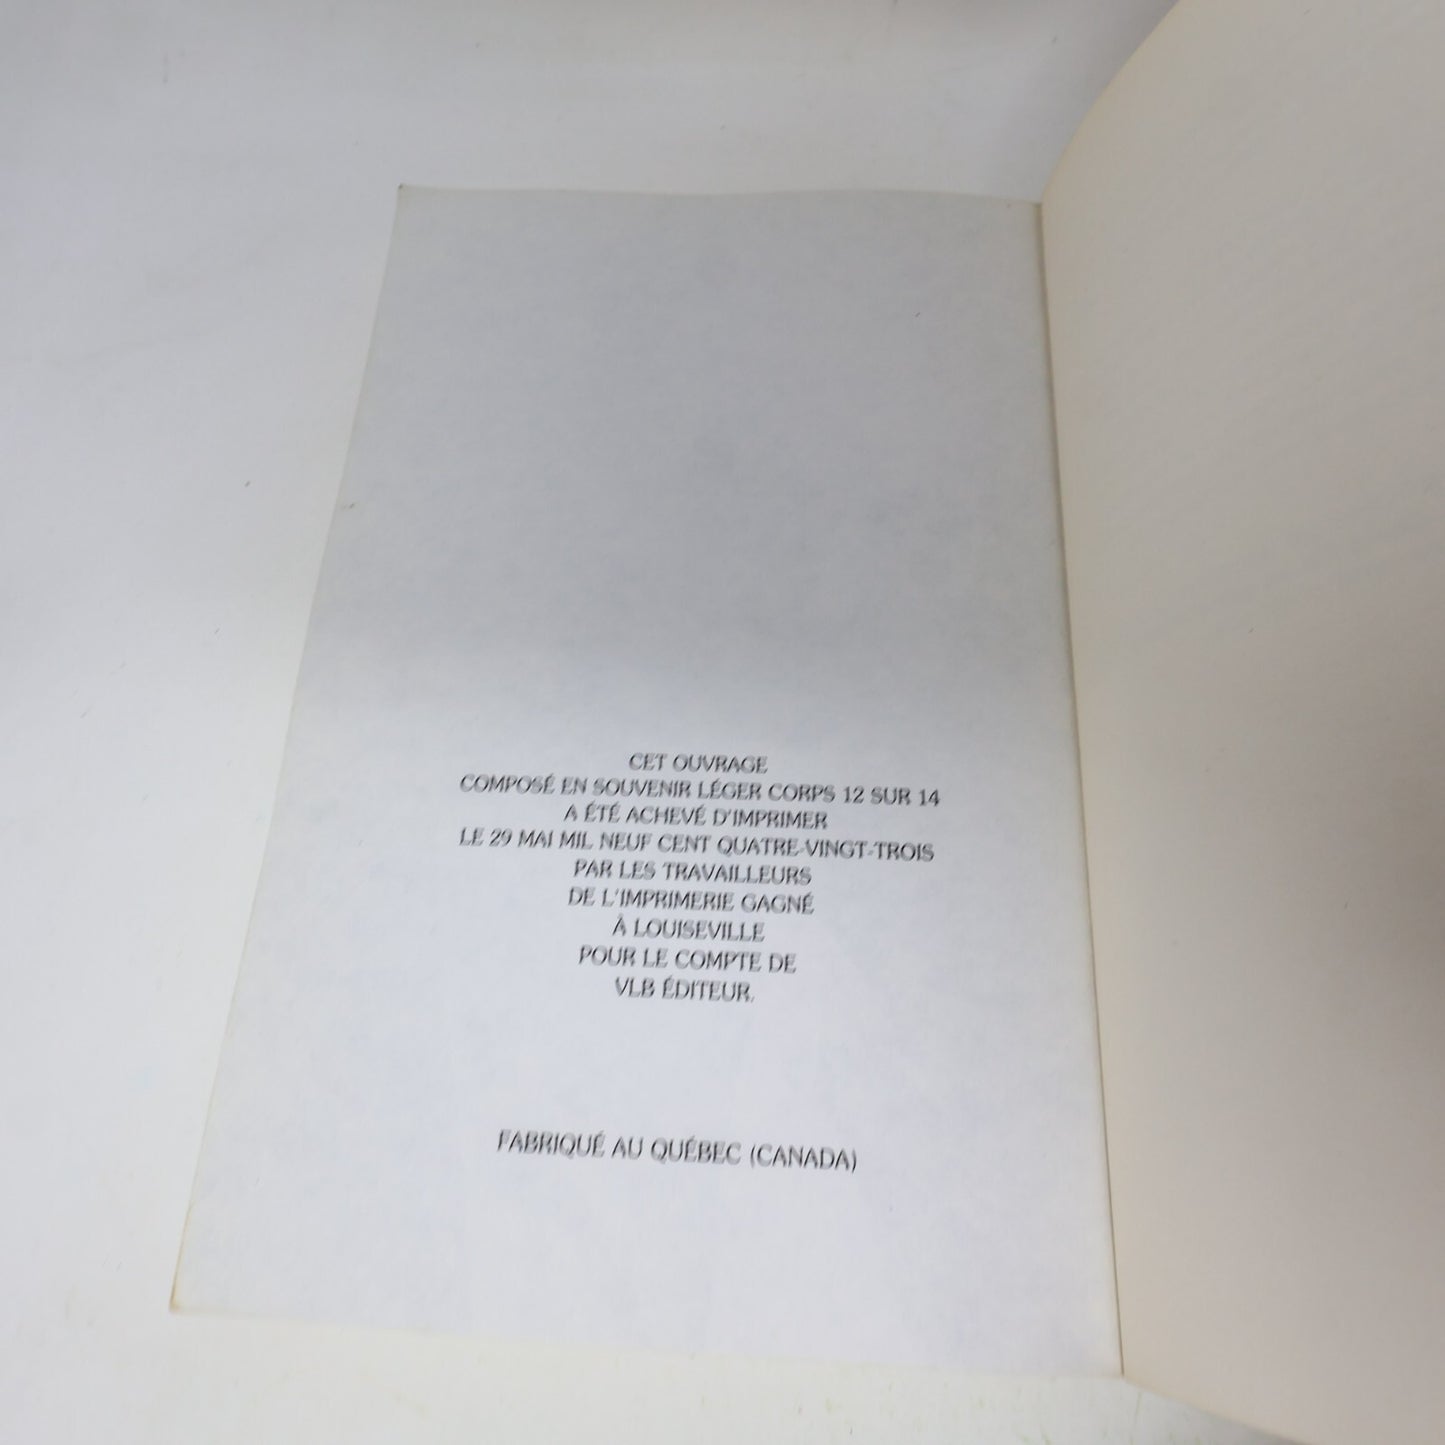 CET OUVRAGE
COMPOSÉ EN SOUVENIR LÉGER CORPS 12 SUR 14
A ÉTÉ ACHEVÉ D'IMPRIMER
LE 29 MAI MIL NEUF CENT QUATRE-VINGT-TROIS
PAR LES TRAVAILLEURS
DE L'IMPRIMERIE GAGNÉ
À LOUISEVILLE
POUR LE COMPTE DE
VLB ÉDITEUR.
FABRIQUÉ AU QUÉBEC (CANADA)